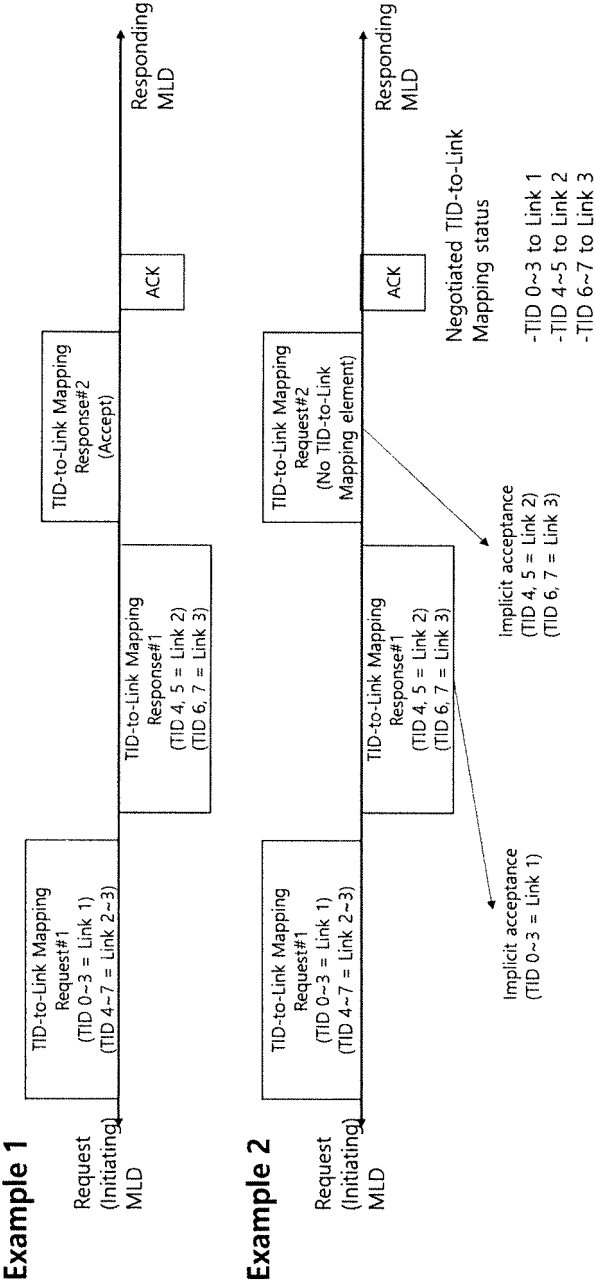 Example 1
Request
(Initiating)
MLD
TID-to-Link Mapping
Request#1
(TID 0~3 = Link 1)
(TID 4~7 = Link 2~3)
TID-to-Link Mapping
Response#1
(TID 4, 5 = Link 2)
(TID 6, 7 = Link 3)
TID-to-Link Mapping
Response#2
(Accept)
ACK
Responding
MLD
Example 2
Request
(Initiating)
MLD
TID-to-Link Mapping
Request#1
(TID 0~3 = Link 1)
(TID 4~7 = Link 2~3)
TID-to-Link Mapping
Response#1
(TID 4, 5 = Link 2)
(TID 6, 7 = Link 3)
TID-to-Link Mapping
Request#2
(No TID-to-Link
Mapping element)
ACK
Responding
MLD
Implicit acceptance
(TID 0~3 = Link 1)
Implicit acceptance
(TID 4, 5 = Link 2)
(TID 6, 7 = Link 3)
Negotiated TID-to-Link
Mapping status
-TID 0~3 to Link 1
-TID 4~5 to Link 2
-TID 6~7 to Link 3